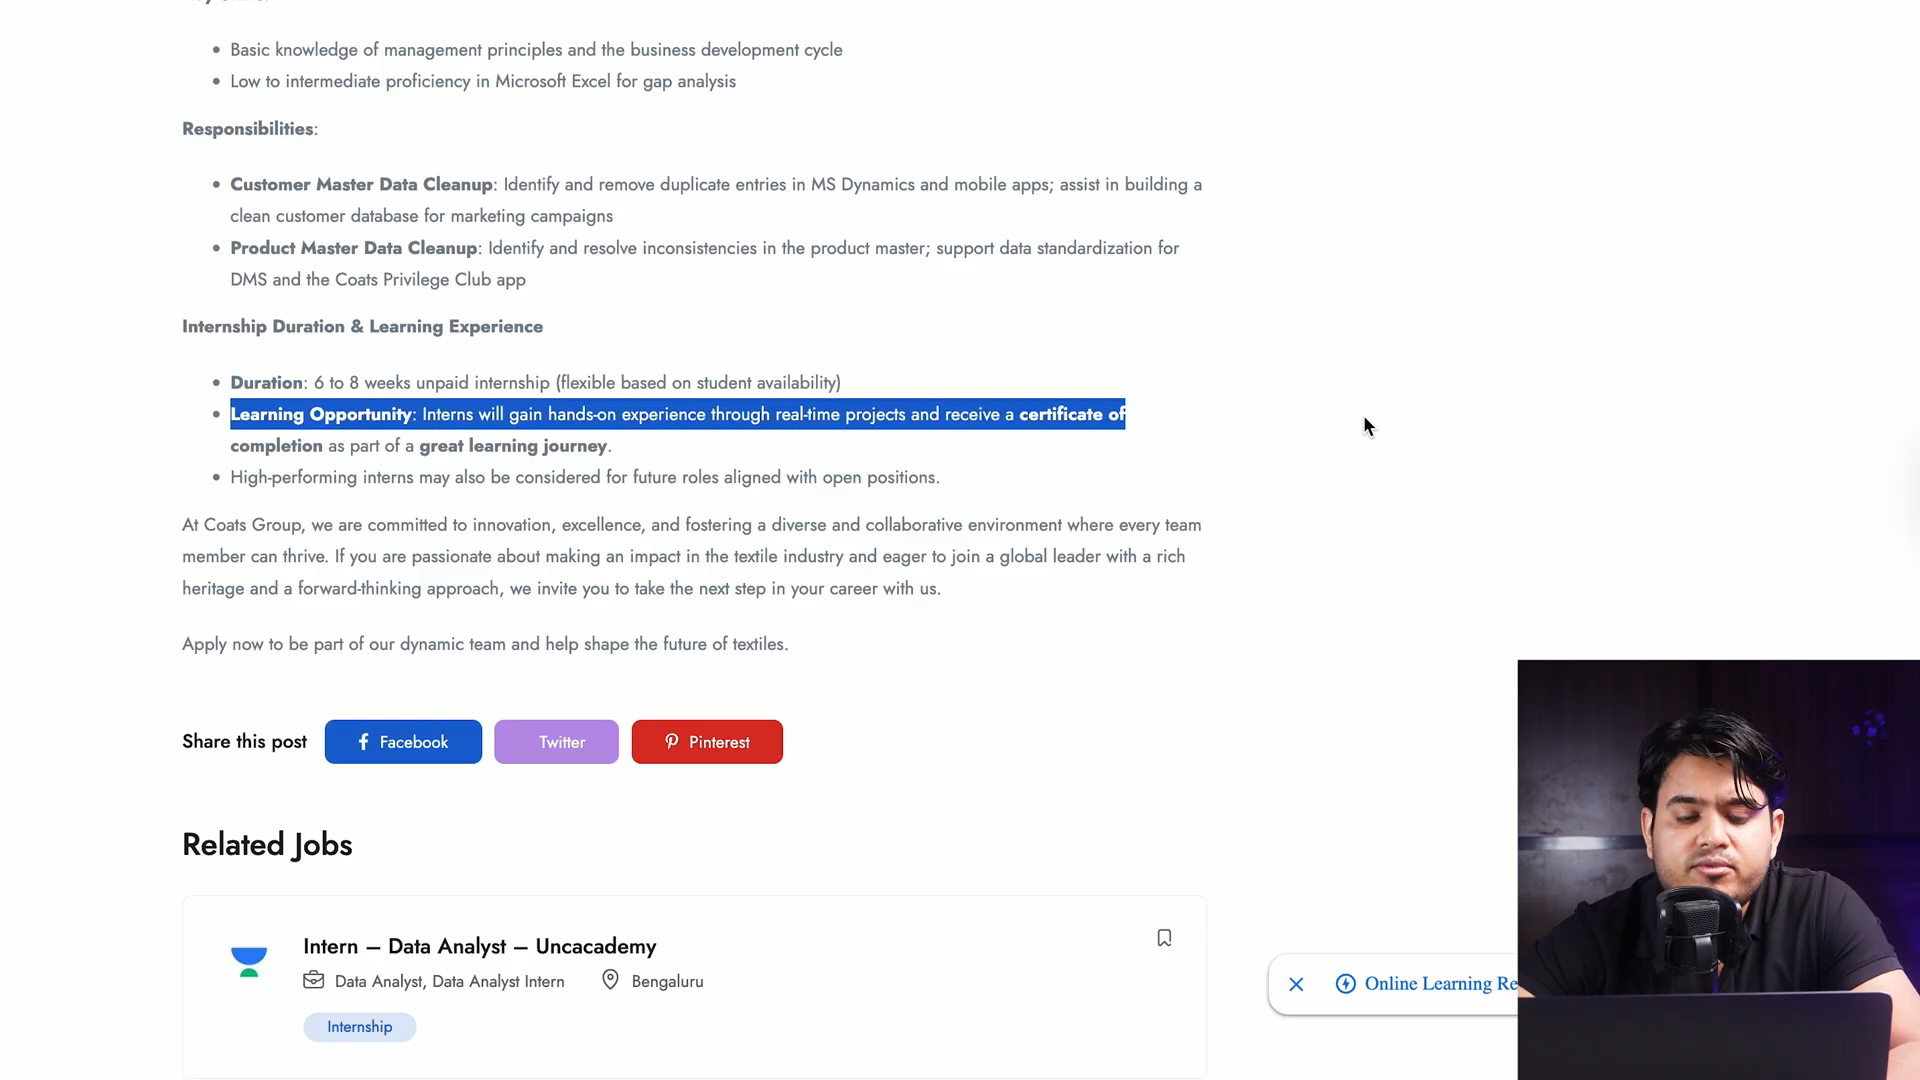 Basic knowledge of management principles and the business development cycle
Low to intermediate proficiency in Microsoft Excel for gap analysis
Responsibilities:
Customer Master Data Cleanup: Identify and remove duplicate entries in MS Dynamics and mobile apps; assist in building a
clean customer database for marketing campaigns
Product Master Data Cleanup: Identify and resolve inconsistencies in the product master; support data standardization for
DMS and the Coats Privilege Club app
Internship Duration & Learning Experience
Duration: 6 to 8 weeks unpaid internship (flexible based on student availability)
Learning Opportunity: Interns will gain hands-on experience through real-time projects and receive a certificate of
completion as part of a great learning journey.
High-performing interns may also be considered for future roles aligned with open positions.
At Coats Group, we are committed to innovation, excellence, and fostering a diverse and collaborative environment where every team
member can thrive. If you are passionate about making an impact in the textile industry and eager to join a global leader with a rich
heritage and a forward-thinking approach, we invite you to take the next step in your career with us.
Apply now to be part of our dynamic team and help shape the future of textiles.
Share this post Facebook Twitter Pinterest
Related Jobs
Intern – Data Analyst – Uncacademy
Data Analyst, Data Analyst Intern Bengaluru
Internship
Online Learning Re